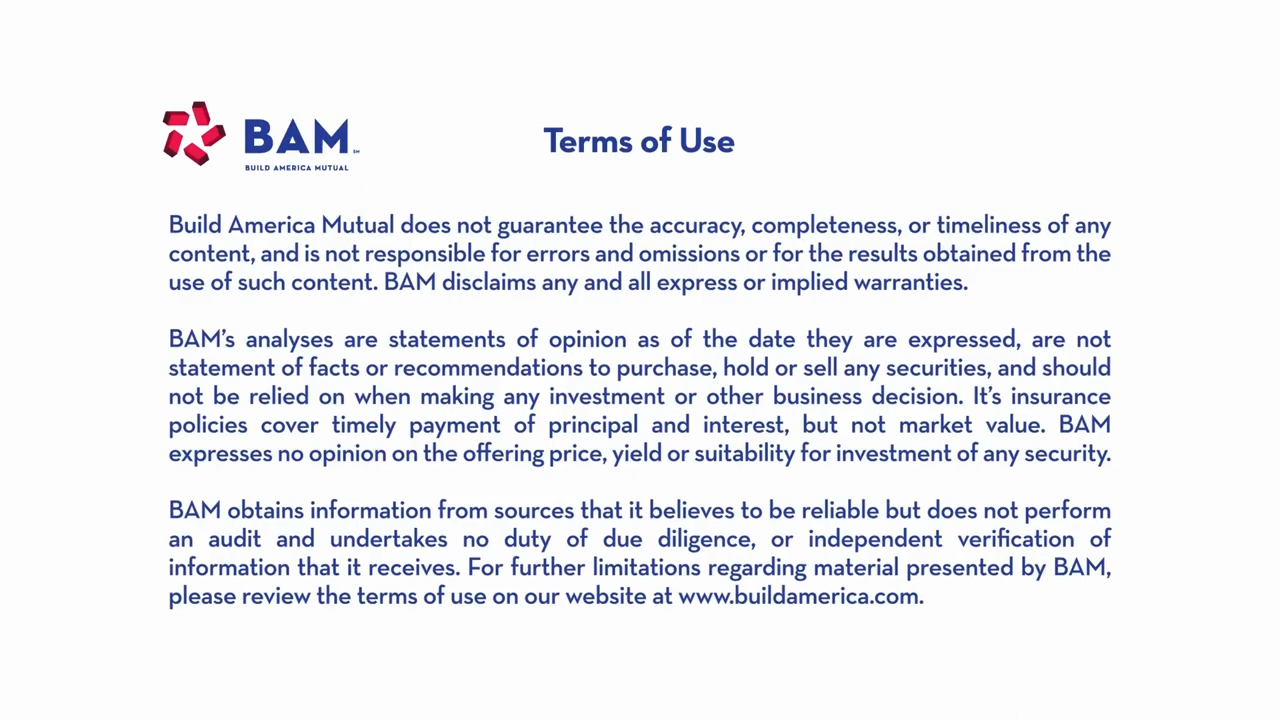 BAM
SM
BUILD AMERICA MUTUAL
Terms of Use
Build America Mutual does not guarantee the accuracy, completeness, or timeliness of any
content, and is not responsible for errors and omissions or for the results obtained from the
use of such content. BAM disclaims any and all express or implied warranties.
BAM’s analyses are statements of opinion as of the date they are expressed, are not
statement of facts or recommendations to purchase, hold or sell any securities, and should
not be relied on when making any investment or other business decision. It’s insurance
policies cover timely payment of principal and interest, but not market value. BAM
expresses no opinion on the offering price, yield or suitability for investment of any security.
BAM obtains information from sources that it believes to be reliable but does not perform
an audit and undertakes no duty of due diligence, or independent verification of
information that it receives. For further limitations regarding material presented by BAM,
please review the terms of use on our website at www.buildamerica.com.